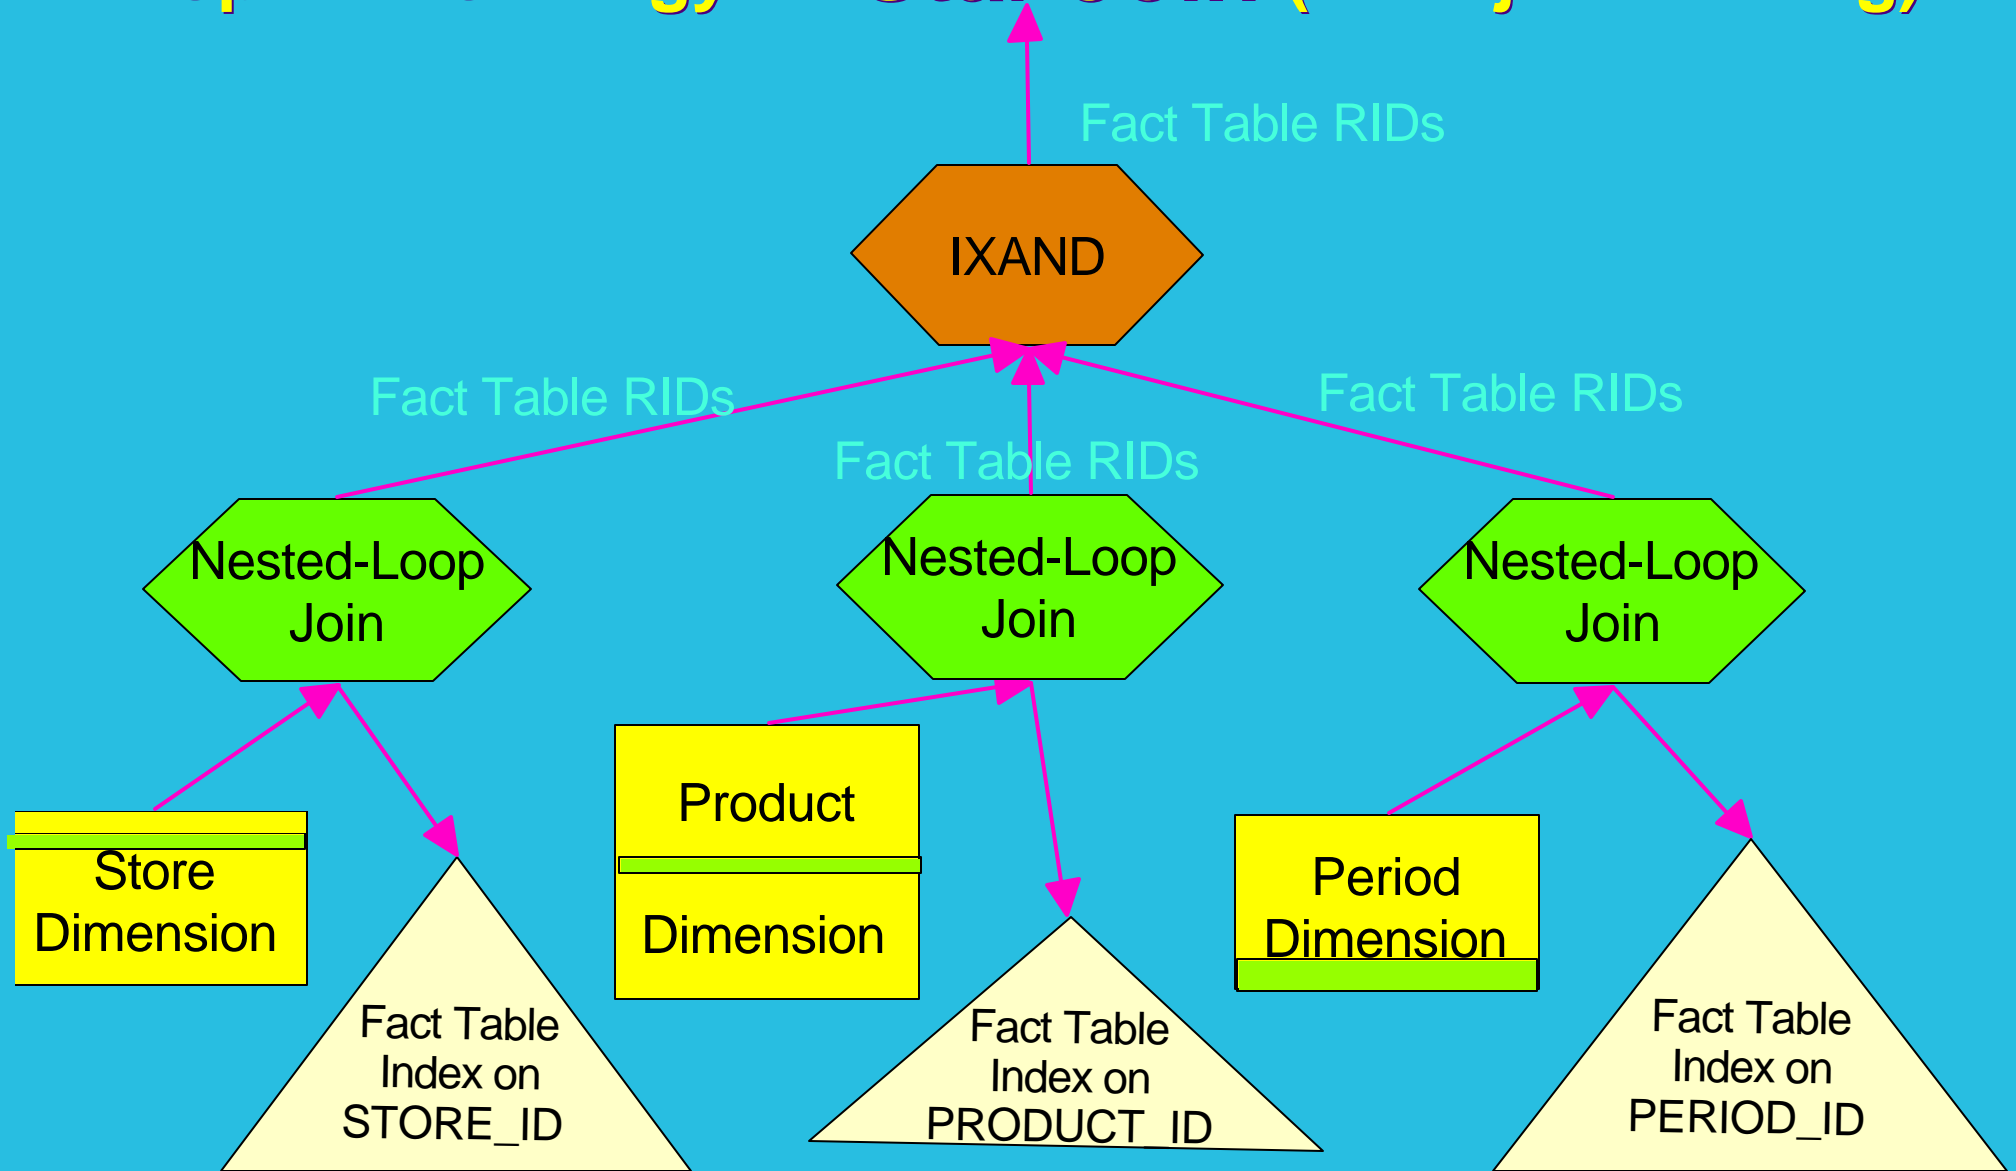 Fact Table RIDs
IXAND
Fact Table RIDs
Fact Table RIDs
Fact Table RIDs
Nested-Loop
Join
Nested-Loop
Join
Nested-Loop
Join
Store
Dimension
Product
Dimension
Period
Dimension
Fact Table
Index on
STORE_ID
Fact Table
Index on
PRODUCT_ID
Fact Table
Index on
PERIOD_ID